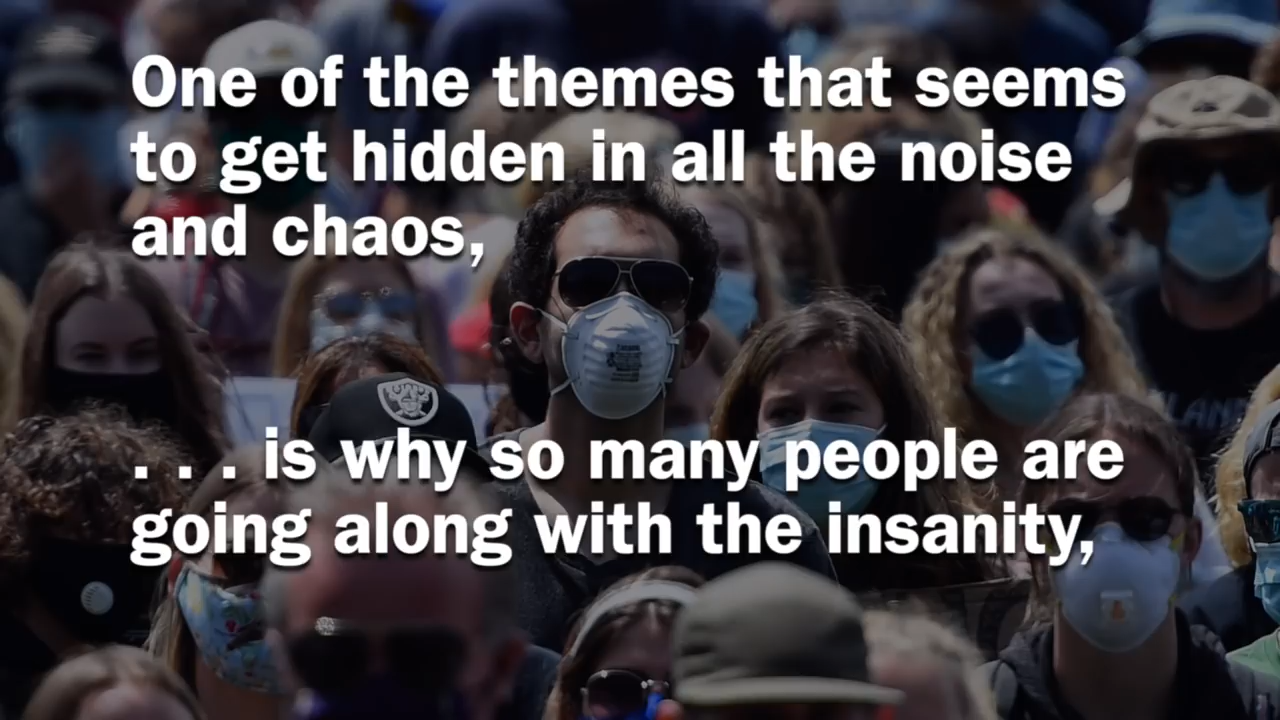 One of the themes that seems
to get hidden in all the noise
and chaos,
. . . is why so many people are
going along with the insanity,